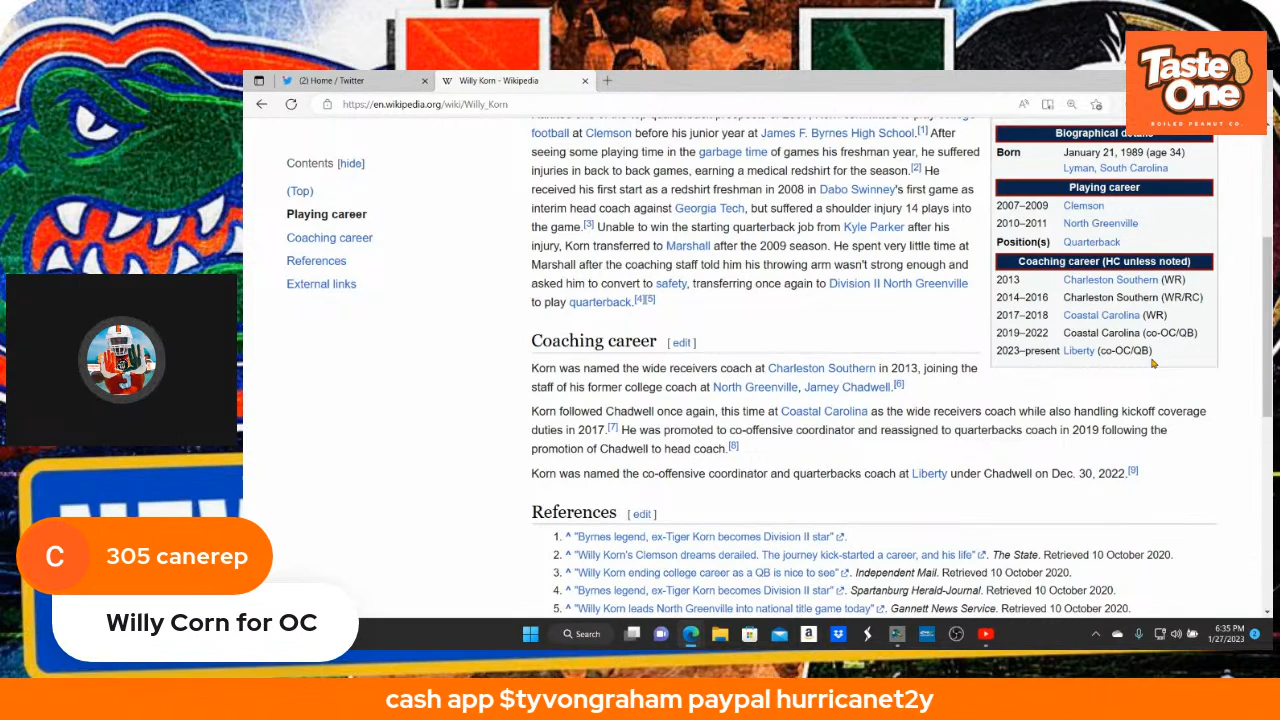 (2) Home / Twitter
Willy Korn - Wikipedia
https://en.wikipedia.org/wiki/Willy_Korn
Taste
One
BOILED PEANUT CO.
Contents [hide]
(Top)
Playing career
Coaching career
References
External links
football at Clemson before his junior year at James F. Byrnes High School.[1] After
seeing some playing time in the garbage time of games his freshman year, he suffered
injuries in back to back games, earning a medical redshirt for the season.[2] He
received his first start as a redshirt freshman in 2008 in Dabo Swinney's first game as
interim head coach against Georgia Tech, but suffered a shoulder injury 14 plays into
the game.[3] Unable to win the starting quarterback job from Kyle Parker after his
injury, Korn transferred to Marshall after the 2009 season. He spent very little time at
Marshall after the coaching staff told him his throwing arm wasn't strong enough and
asked him to convert to safety, transferring once again to Division II North Greenville
to play quarterback.[4][5]
Biographical details
Born January 21, 1989 (age 34)
Lyman, South Carolina
Playing career
2007–2009 Clemson
2010–2011 North Greenville
Position(s) Quarterback
Coaching career (HC unless noted)
2013 Charleston Southern (WR)
2014–2016 Charleston Southern (WR/RC)
2017–2018 Coastal Carolina (WR)
2019–2022 Coastal Carolina (co-OC/QB)
2023–present Liberty (co-OC/QB)
Coaching career [ edit ]
Korn was named the wide receivers coach at Charleston Southern in 2013, joining the
staff of his former college coach at North Greenville, Jamey Chadwell.[6]
Korn followed Chadwell once again, this time at Coastal Carolina as the wide receivers coach while also handling kickoff coverage
duties in 2017.[7] He was promoted to co-offensive coordinator and reassigned to quarterbacks coach in 2019 following the
promotion of Chadwell to head coach.[8]
Korn was named the co-offensive coordinator and quarterbacks coach at Liberty under Chadwell on Dec. 30, 2022.[9]
References [ edit ]
1. ^ "Byrnes legend, ex-Tiger Korn becomes Division II star".
2. ^ "Willy Korn's Clemson dreams derailed. The journey kick-started a career, and his life". The State. Retrieved 10 October 2020.
3. ^ "Willy Korn ending college career as a QB is nice to see". Independent Mail. Retrieved 10 October 2020.
4. ^ "Byrnes legend, ex-Tiger Korn becomes Division II star". Spartanburg Herald-Journal. Retrieved 10 October 2020.
5. ^ "Willy Korn leads North Greenville into national title game today". Gannett News Service. Retrieved 10 October 2020.
Search
6:35 PM
1/27/2023
2
C
305 canerep
Willy Corn for OC
cash app $tyvongraham paypal hurricanet2y